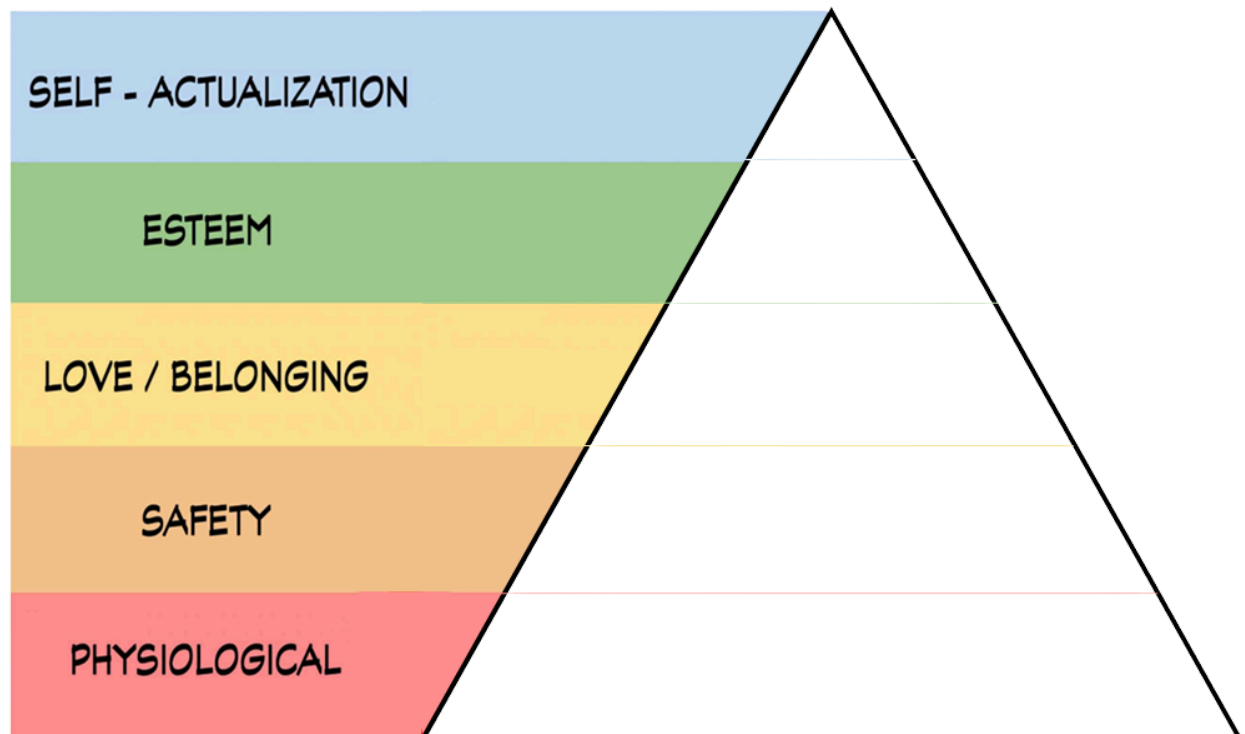 SELF - ACTUALIZATION
ESTEEM
LOVE / BELONGING
SAFETY
PHYSIOLOGICAL